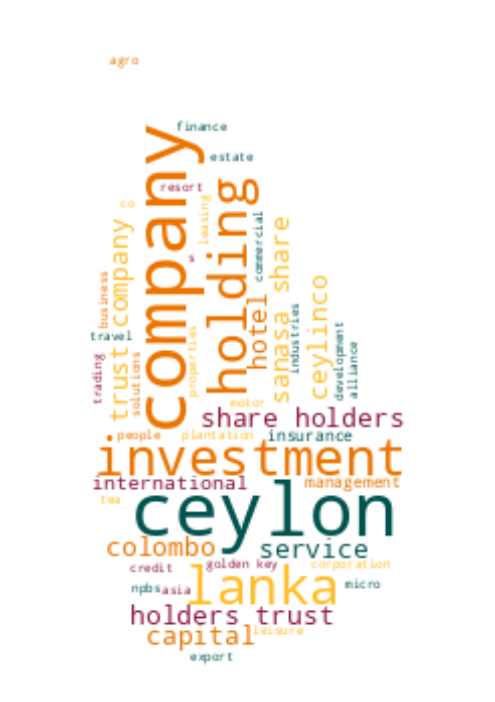 agro
finance
company
estate
resort
holding
co
leasing
s
commercial
trust company
sanasa share
business
hotel
ceylinco
industries
travel
development
alliance
trading
solutions
properties
motor
share holders
people
plantation
insurance
investment
international
management
ceylon
tea
colombo
service
credit
golden key
corporation
lanka
npbs
asia
micro
holders trust
capital
leisure
export